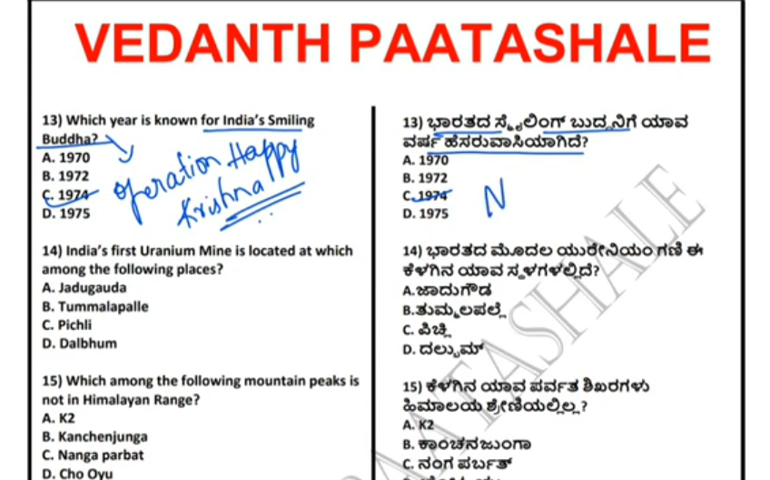 VEDANTH PAATASHALE
13) Which year is known for India's Smiling
Buddha?
A. 1970
B. 1972
C. 1974
D. 1975
Operation Happy
Krishna
14) India's first Uranium Mine is located at which
among the following places?
A. Jadugauda
B. Tummalapalle
C. Pichli
D. Dalbhum
15) Which among the following mountain peaks is
not in Himalayan Range?
A. K2
B. Kanchenjunga
C. Nanga parbat
D. Cho Oyu
13) ಭಾರತದ ಸ್ಮೈಲಿಂಗ್ ಬುದ್ಧನಿಗೆ ಯಾವ
ವರ್ಷ ಹೆಸರುವಾಸಿಯಾಗಿದೆ?
A. 1970
B. 1972
C. 1974
D. 1975
N
14) ಭಾರತದ ಮೊದಲ ಯುರೇನಿಯಂ ಗಣಿ ಈ
ಕೆಳಗಿನ ಯಾವ ಸ್ಥಳಗಳಲ್ಲಿದೆ?
A.ಜಾದುಗೌಡ
B.ತುಮ್ಮಲಪಲ್ಲೆ
C. ಪಿಚ್ಲಿ
D. ದಲ್ಭುಮ್
15) ಕೆಳಗಿನ ಯಾವ ಪರ್ವತ ಶಿಖರಗಳು
ಹಿಮಾಲಯ ಶ್ರೇಣಿಯಲ್ಲಿಲ್ಲ?
A. K2
B. ಕಾಂಚನಜುಂಗಾ
C. ನಂಗ ಪರ್ಬತ್
PAATASHALE